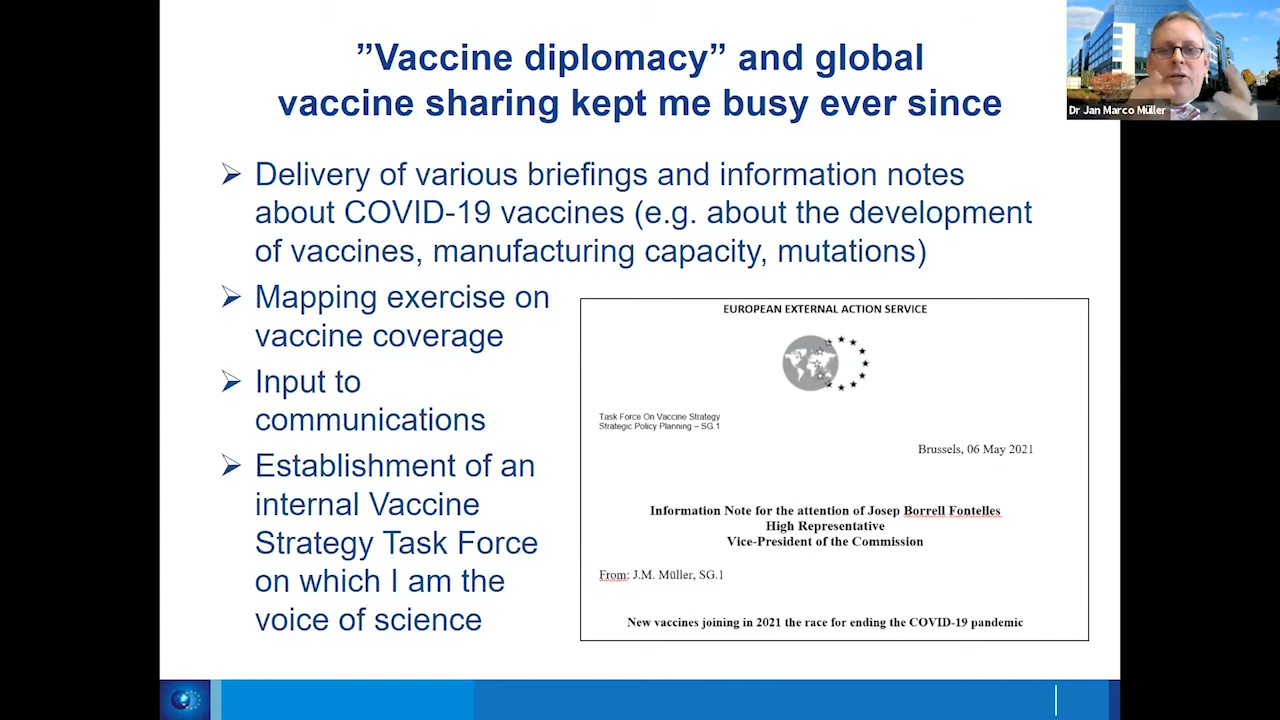 ”Vaccine diplomacy” and global
vaccine sharing kept me busy ever since
Dr Jan Marco Müller
➢ Delivery of various briefings and information notes
about COVID-19 vaccines (e.g. about the development
of vaccines, manufacturing capacity, mutations)
➢ Mapping exercise on
vaccine coverage
➢ Input to
communications
➢ Establishment of an
internal Vaccine
Strategy Task Force
on which I am the
voice of science
EUROPEAN EXTERNAL ACTION SERVICE
Task Force On Vaccine Strategy
Strategic Policy Planning – SG.1
Brussels, 06 May 2021
Information Note for the attention of Josep Borrell Fontelles
High Representative
Vice-President of the Commission
From: J.M. Müller, SG.1
New vaccines joining in 2021 the race for ending the COVID-19 pandemic